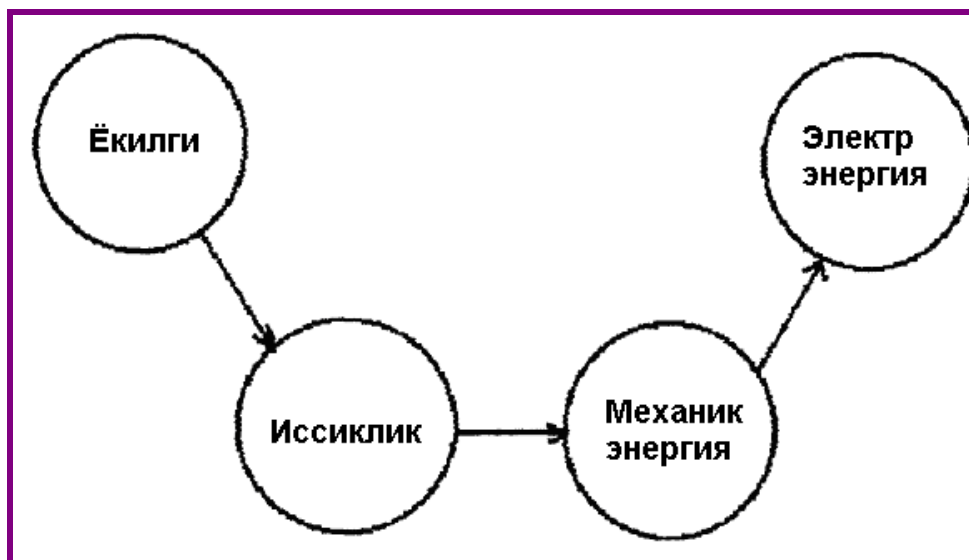 Ёкилги
Иссиклик
Механик
энергия
Электр
энергия